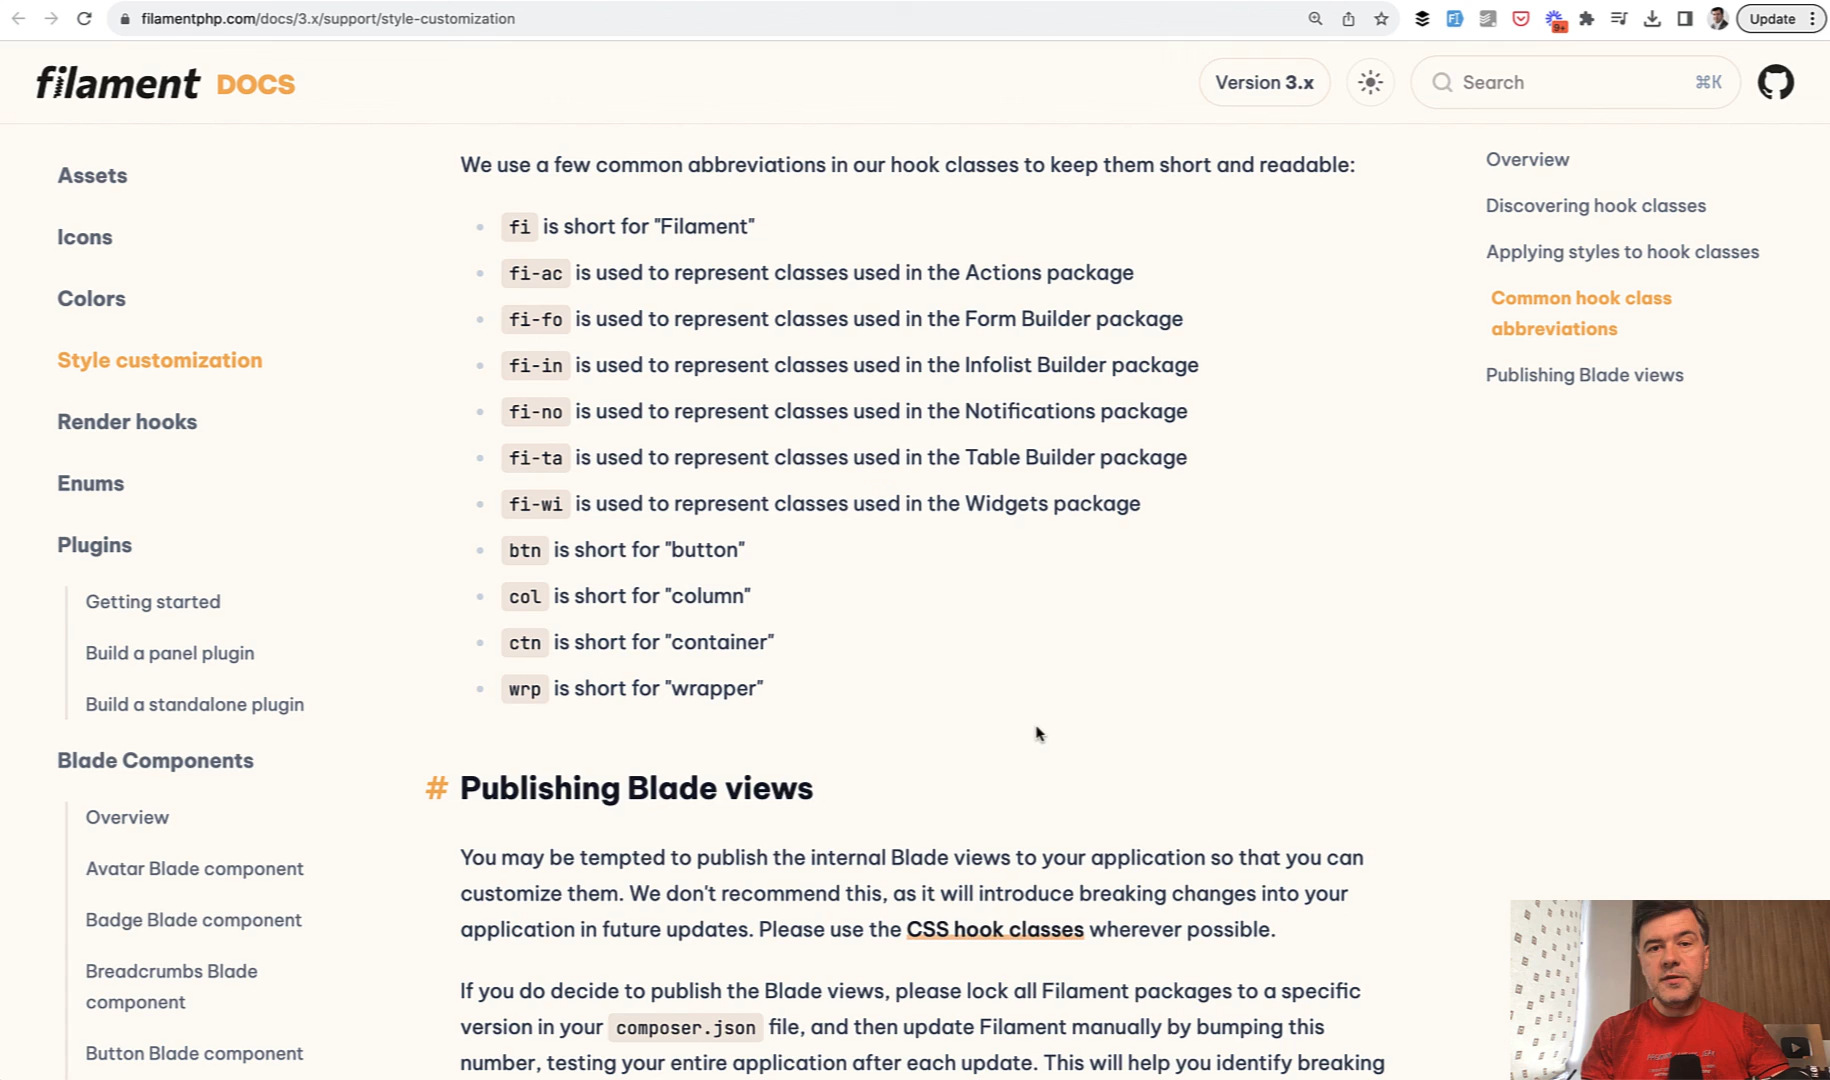 filamentphp.com/docs/3.x/support/style-customization
9+
Update
filament DOCS
Version 3.x
Search
⌘K
Assets
Icons
Colors
Style customization
Render hooks
Enums
Plugins
Getting started
Build a panel plugin
Build a standalone plugin
Blade Components
Overview
Avatar Blade component
Badge Blade component
Breadcrumbs Blade
component
Button Blade component
We use a few common abbreviations in our hook classes to keep them short and readable:
fi is short for "Filament"
fi-ac is used to represent classes used in the Actions package
fi-fo is used to represent classes used in the Form Builder package
fi-in is used to represent classes used in the Infolist Builder package
fi-no is used to represent classes used in the Notifications package
fi-ta is used to represent classes used in the Table Builder package
fi-wi is used to represent classes used in the Widgets package
btn is short for "button"
col is short for "column"
ctn is short for "container"
wrp is short for "wrapper"
# Publishing Blade views
You may be tempted to publish the internal Blade views to your application so that you can
customize them. We don't recommend this, as it will introduce breaking changes into your
application in future updates. Please use the CSS hook classes wherever possible.
If you do decide to publish the Blade views, please lock all Filament packages to a specific
version in your composer.json file, and then update Filament manually by bumping this
number, testing your entire application after each update. This will help you identify breaking
Overview
Discovering hook classes
Applying styles to hook classes
Common hook class
abbreviations
Publishing Blade views